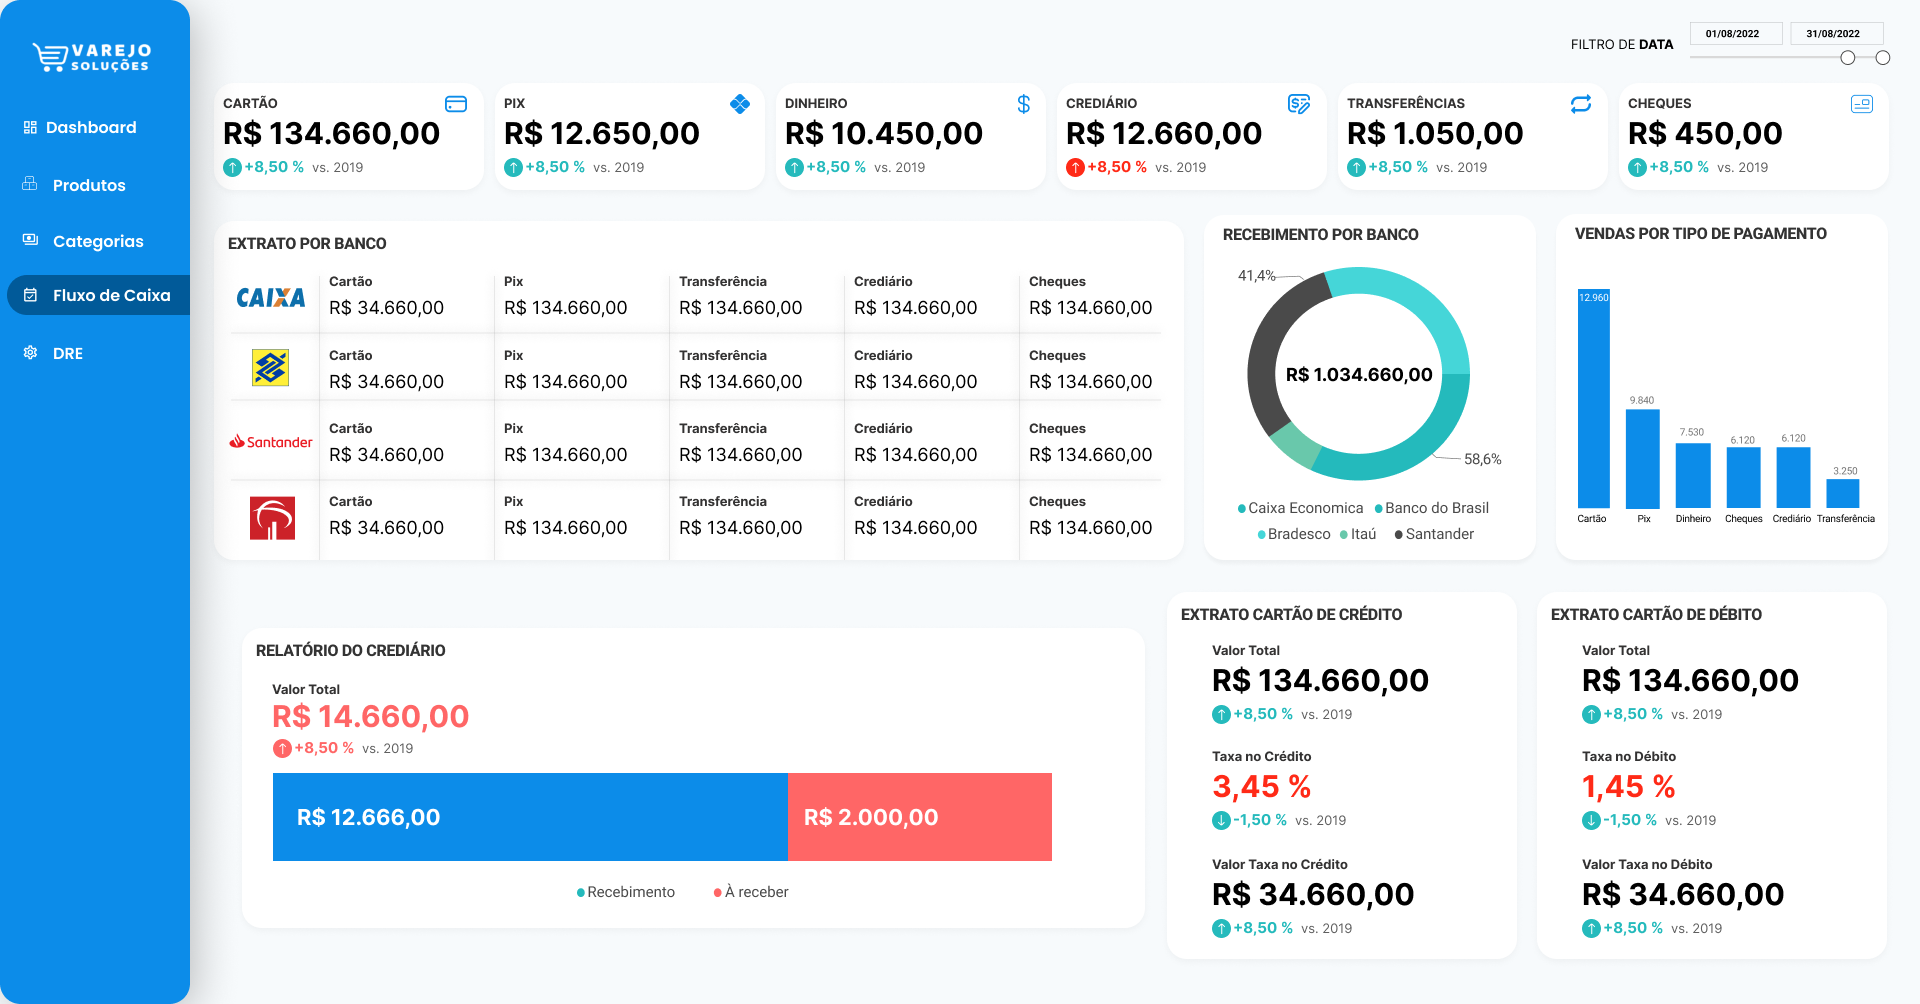 VAREJO
SOLUÇÕES
Dashboard
Produtos
Categorias
Fluxo de Caixa
DRE
FILTRO DE DATA
01/08/2022
31/08/2022
CARTÃO
R$ 134.660,00
+8,50 % vs. 2019
PIX
R$ 12.650,00
+8,50 % vs. 2019
DINHEIRO
R$ 10.450,00
+8,50 % vs. 2019
CREDIÁRIO
R$ 12.660,00
+8,50 % vs. 2019
TRANSFERÊNCIAS
R$ 1.050,00
+8,50 % vs. 2019
CHEQUES
R$ 450,00
+8,50 % vs. 2019
EXTRATO POR BANCO
CAIXA
Cartão Pix Transferência Crediário Cheques
R$ 34.660,00 R$ 134.660,00 R$ 134.660,00 R$ 134.660,00 R$ 134.660,00
Cartão Pix Transferência Crediário Cheques
R$ 34.660,00 R$ 134.660,00 R$ 134.660,00 R$ 134.660,00 R$ 134.660,00
Santander
Cartão Pix Transferência Crediário Cheques
R$ 34.660,00 R$ 134.660,00 R$ 134.660,00 R$ 134.660,00 R$ 134.660,00
Cartão Pix Transferência Crediário Cheques
R$ 34.660,00 R$ 134.660,00 R$ 134.660,00 R$ 134.660,00 R$ 134.660,00
RECEBIMENTO POR BANCO
41,4%
R$ 1.034.660,00
58,6%
Caixa Economica Banco do Brasil
Bradesco Itaú Santander
VENDAS POR TIPO DE PAGAMENTO
12.960
9.840
7.530
6.120
6.120
3.250
Cartão Pix Dinheiro Cheques Crediário Transferência
RELATÓRIO DO CREDIÁRIO
Valor Total
R$ 14.660,00
+8,50 % vs. 2019
R$ 12.666,00
R$ 2.000,00
Recebimento À receber
EXTRATO CARTÃO DE CRÉDITO
Valor Total
R$ 134.660,00
+8,50 % vs. 2019
Taxa no Crédito
3,45 %
-1,50 % vs. 2019
Valor Taxa no Crédito
R$ 34.660,00
+8,50 % vs. 2019
EXTRATO CARTÃO DE DÉBITO
Valor Total
R$ 134.660,00
+8,50 % vs. 2019
Taxa no Débito
1,45 %
-1,50 % vs. 2019
Valor Taxa no Débito
R$ 34.660,00
+8,50 % vs. 2019